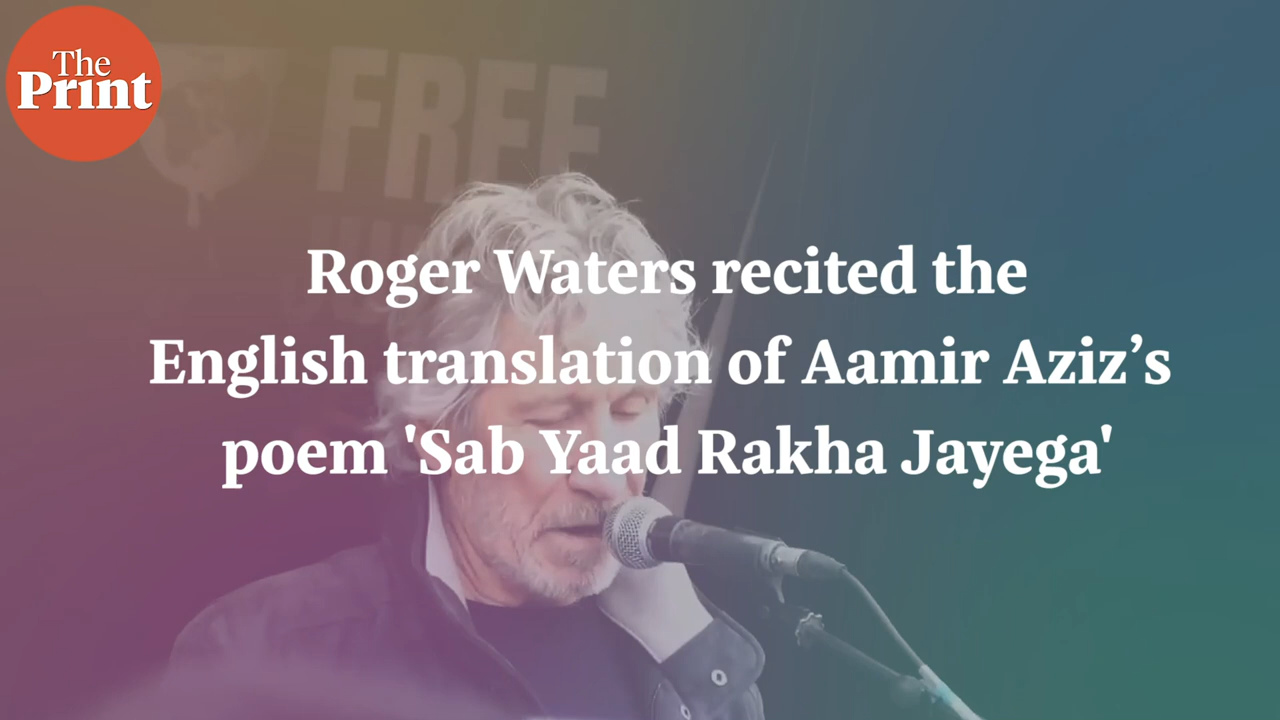 The
Print
FREE
Roger Waters recited the
English translation of Aamir Aziz’s
poem 'Sab Yaad Rakha Jayega'